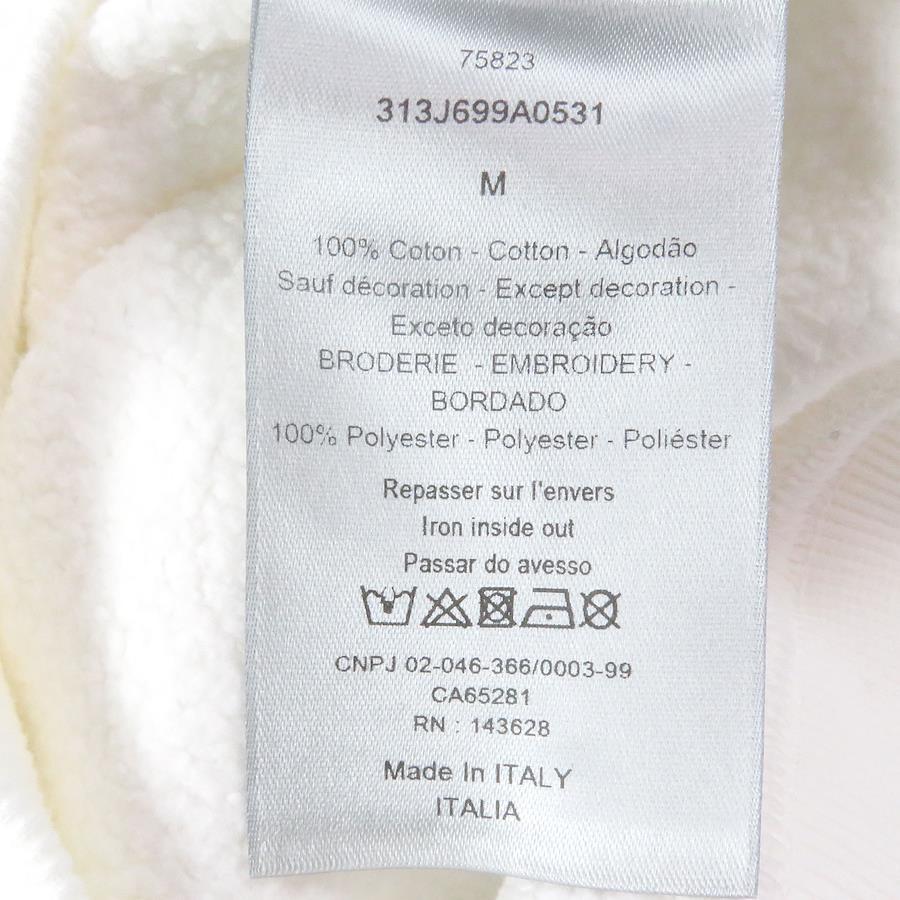 75823
313J699A0531
M
100% Coton - Cotton - Algodão
Sauf décoration - Except decoration -
Exceto decoração
BRODERIE - EMBROIDERY -
BORDADO
100% Polyester - Polyester - Poliéster
Repasser sur l'envers
Iron inside out
Passar do avesso
CNPJ 02-046-366/0003-99
CA65281
RN : 143628
Made In ITALY
ITALIA